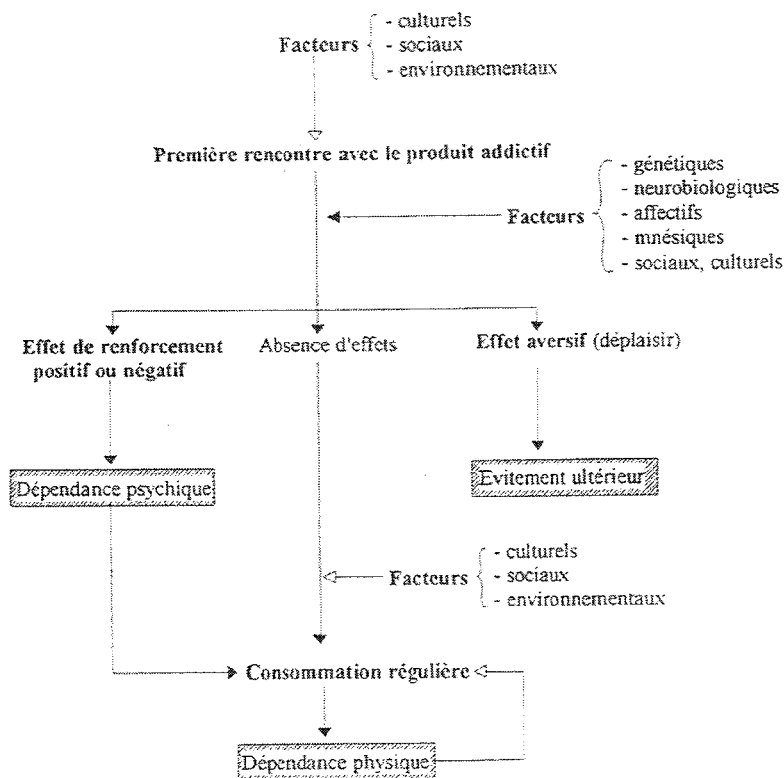 - culturels
Facteurs - sociaux
- environnementaux
Première rencontre avec le produit addictif
- génétiques
- neurobiologiques
Facteurs - affectifs
- mnésiques
- sociaux, culturels
Effet de renforcement
positif ou négatif
Absence d'effets
Effet aversif (déplaisir)
Dépendance psychique
Evitement ultérieur
- culturels
Facteurs - sociaux
- environnementaux
Consommation régulière
Dépendance physique